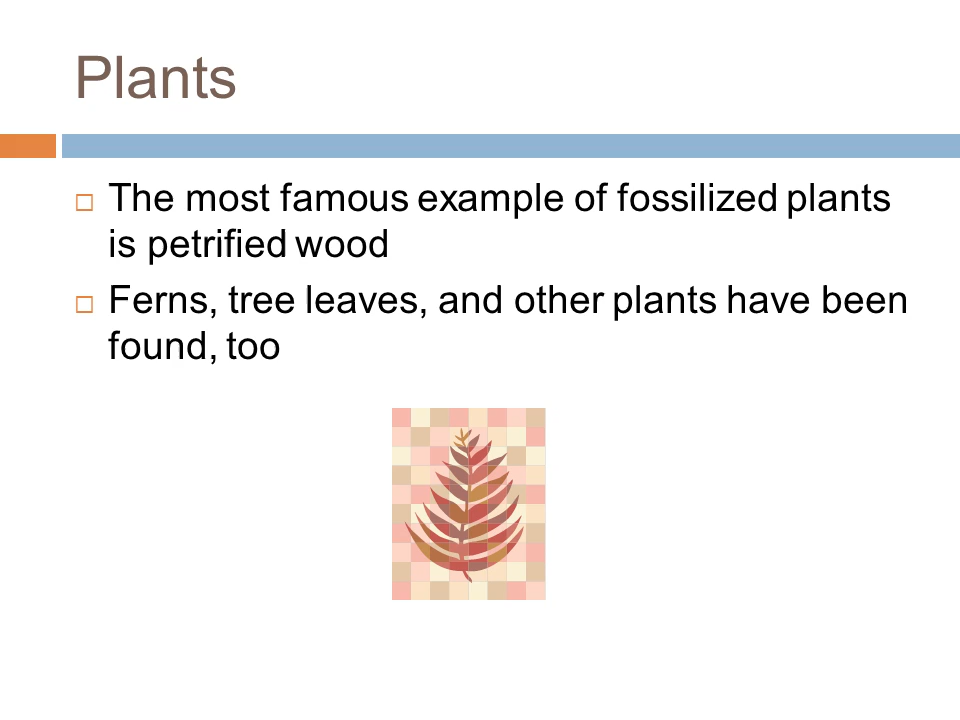 Plants
The most famous example of fossilized plants
is petrified wood
Ferns, tree leaves, and other plants have been
found, too